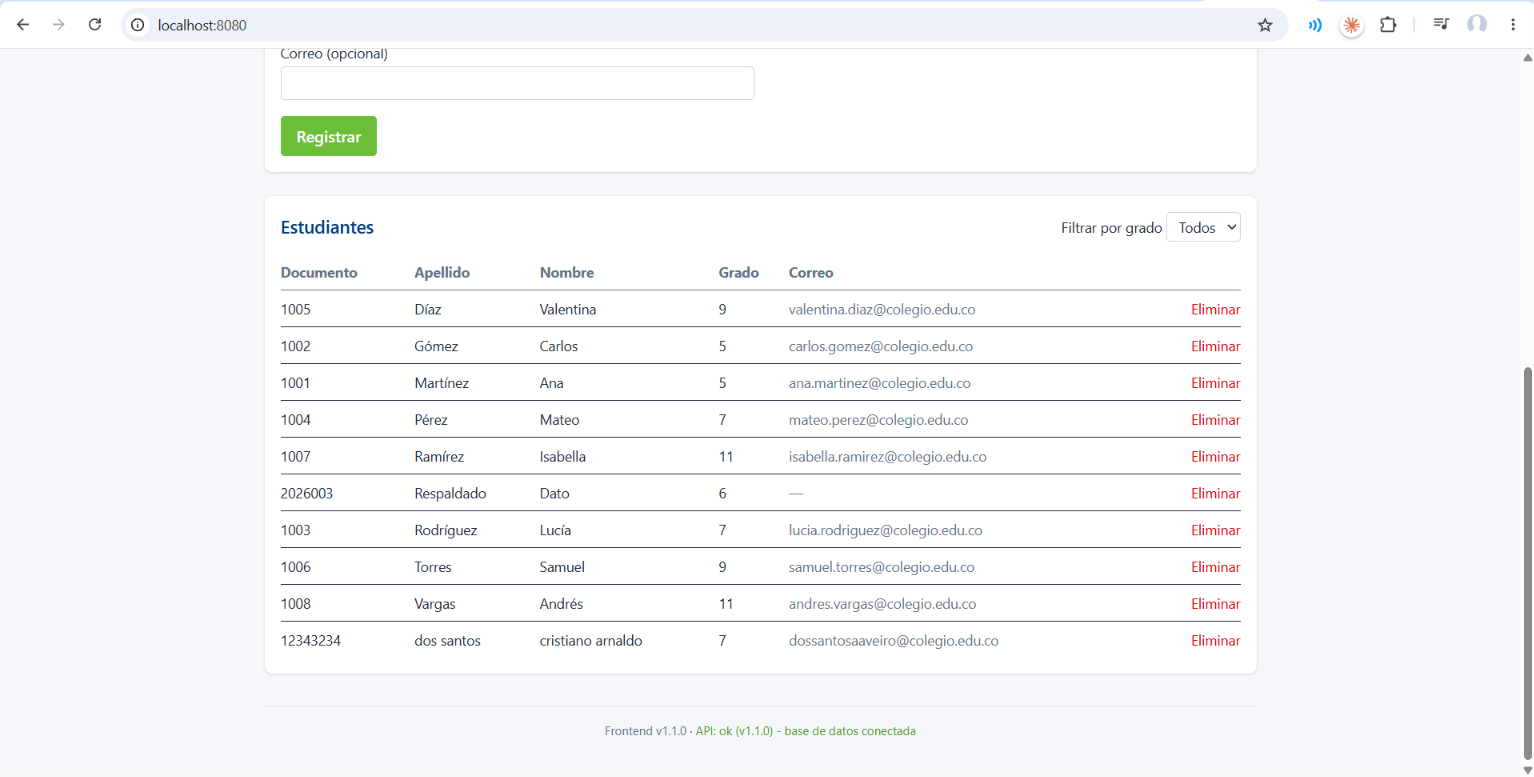 localhost:8080
Correo (opcional)
Registrar
Estudiantes
Filtrar por grado Todos
Documento Apellido Nombre Grado Correo
1005 Díaz Valentina 9 valentina.diaz@colegio.edu.co Eliminar
1002 Gómez Carlos 5 carlos.gomez@colegio.edu.co Eliminar
1001 Martínez Ana 5 ana.martinez@colegio.edu.co Eliminar
1004 Pérez Mateo 7 mateo.perez@colegio.edu.co Eliminar
1007 Ramírez Isabella 11 isabella.ramirez@colegio.edu.co Eliminar
2026003 Respaldado Dato 6 — Eliminar
1003 Rodríguez Lucía 7 lucia.rodriguez@colegio.edu.co Eliminar
1006 Torres Samuel 9 samuel.torres@colegio.edu.co Eliminar
1008 Vargas Andrés 11 andres.vargas@colegio.edu.co Eliminar
12343234 dos santos cristiano arnaldo 7 dossantosaaveiro@colegio.edu.co Eliminar
Frontend v1.1.0 · API: ok (v1.1.0) - base de datos conectada